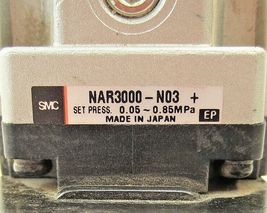 SMC
NAR3000-N03 +
SET PRESS. 0.05~0.85MPa
MADE IN JAPAN
EP